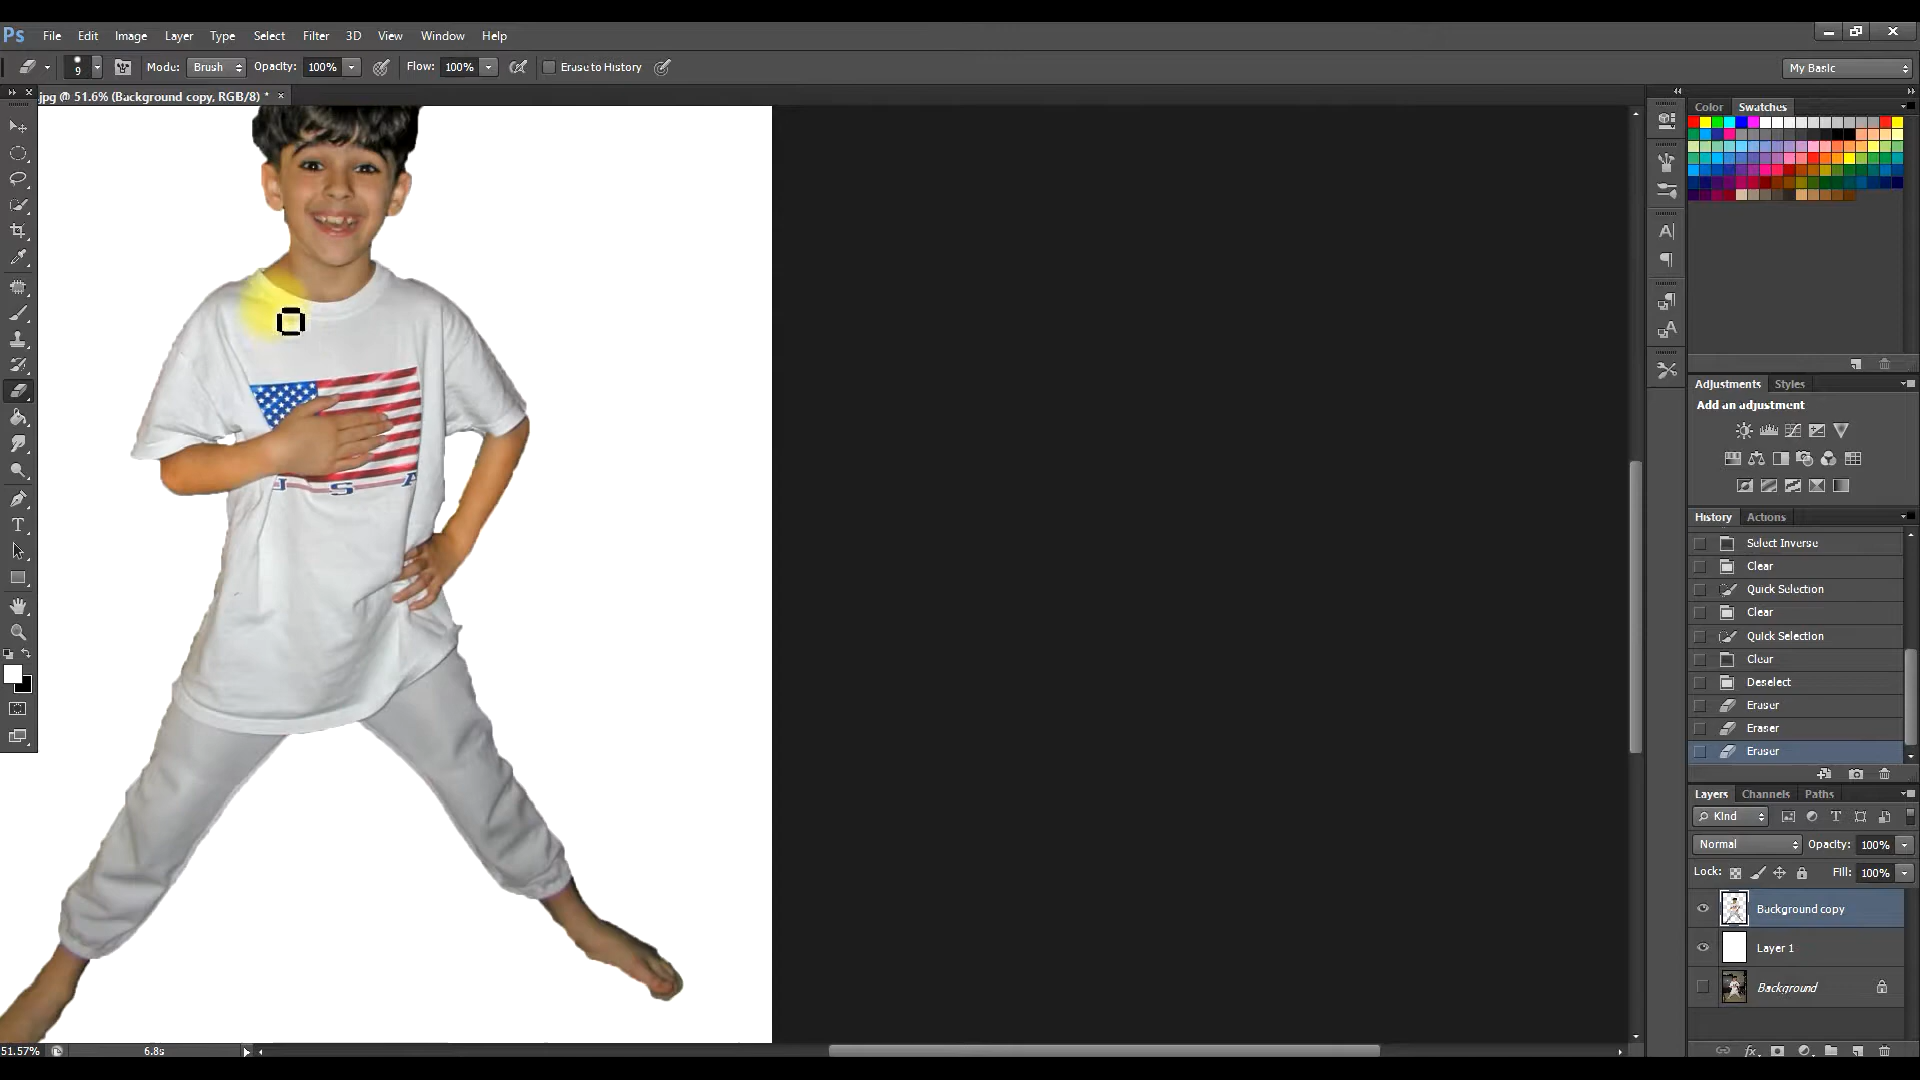 Ps File Edit Image Layer Type Select Filter 3D View Window Help
9 Mode: Brush Opacity: 100% Flow: 100% Erase to History My Basic
.jpg @ 51.6% (Background copy, RGB/8) * ×
Color Swatches
Adjustments Styles
Add an adjustment
U S A
History Actions
Select Inverse
Clear
Quick Selection
Clear
Quick Selection
Clear
Deselect
Eraser
Eraser
Eraser
Layers Channels Paths
Kind
Normal Opacity: 100%
Lock: Fill: 100%
Background copy
Layer 1
Background
51.57% 6.8s